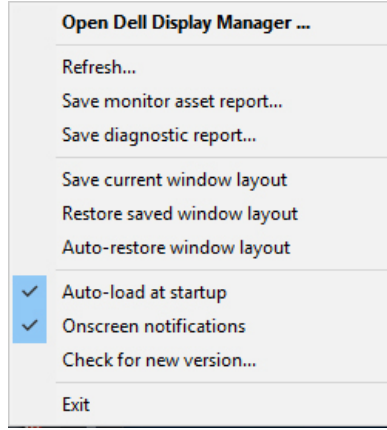 Open Dell Display Manager ...
Refresh...
Save monitor asset report...
Save diagnostic report...
Save current window layout
Restore saved window layout
Auto-restore window layout
Auto-load at startup
Onscreen notifications
Check for new version...
Exit